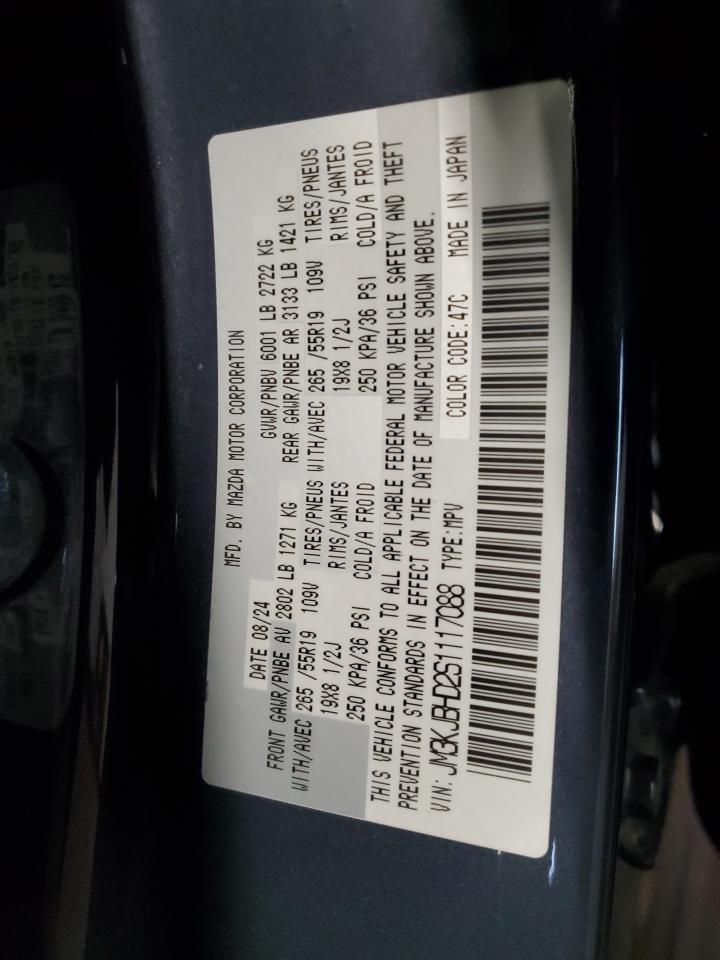 MFD. BY MAZDA MOTOR CORPORATION
DATE 08/24 GVWR/PNBV 6001 LB 2722 KG
FRONT GAWR/PNBE AV 2802 LB 1271 KG REAR GAWR/PNBE AR 3133 LB 1421 KG
WITH/AVEC 265 /55R19 109V TIRES/PNEUS WITH/AVEC 265 /55R19 109V TIRES/PNEUS
19X8 1/2J RIMS/JANTES 19X8 1/2J RIMS/JANTES
250 KPA/36 PSI COLD/A FROID 250 KPA/36 PSI COLD/A FROID
THIS VEHICLE CONFORMS TO ALL APPLICABLE FEDERAL MOTOR VEHICLE SAFETY AND THEFT
PREVENTION STANDARDS IN EFFECT ON THE DATE OF MANUFACTURE SHOWN ABOVE.
VIN: JM3KJBHD2S1117088 TYPE:MPV COLOR CODE:47C MADE IN JAPAN